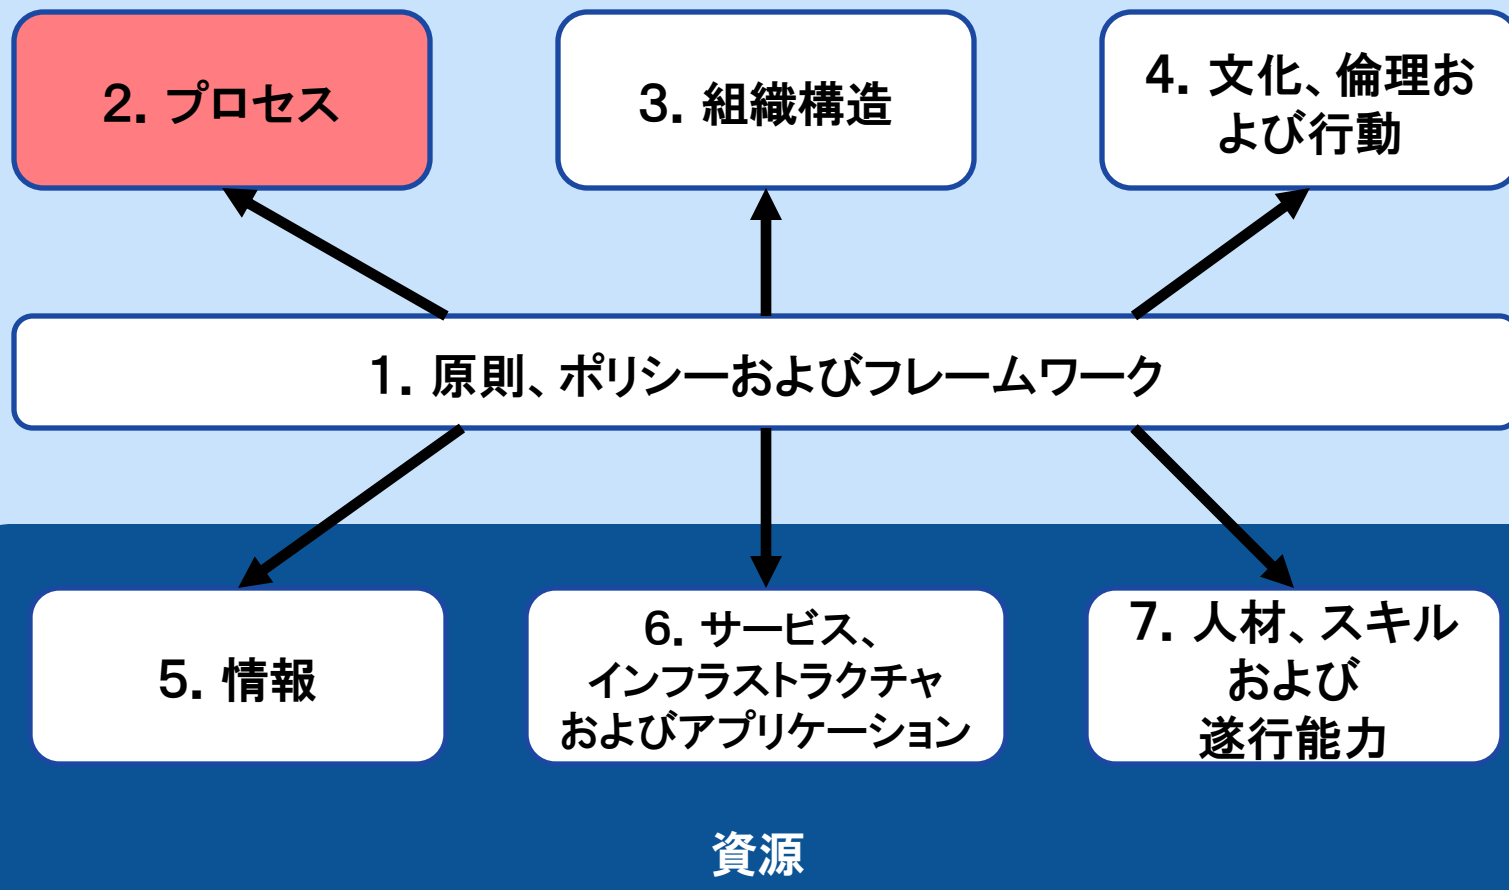 2. プロセス
3. 組織構造
4. 文化、倫理お
よび行動
1. 原則、ポリシーおよびフレームワーク
5. 情報
6. サービス、
インフラストラクチャ
およびアプリケーション
7. 人材、スキル
および
遂行能力
資源